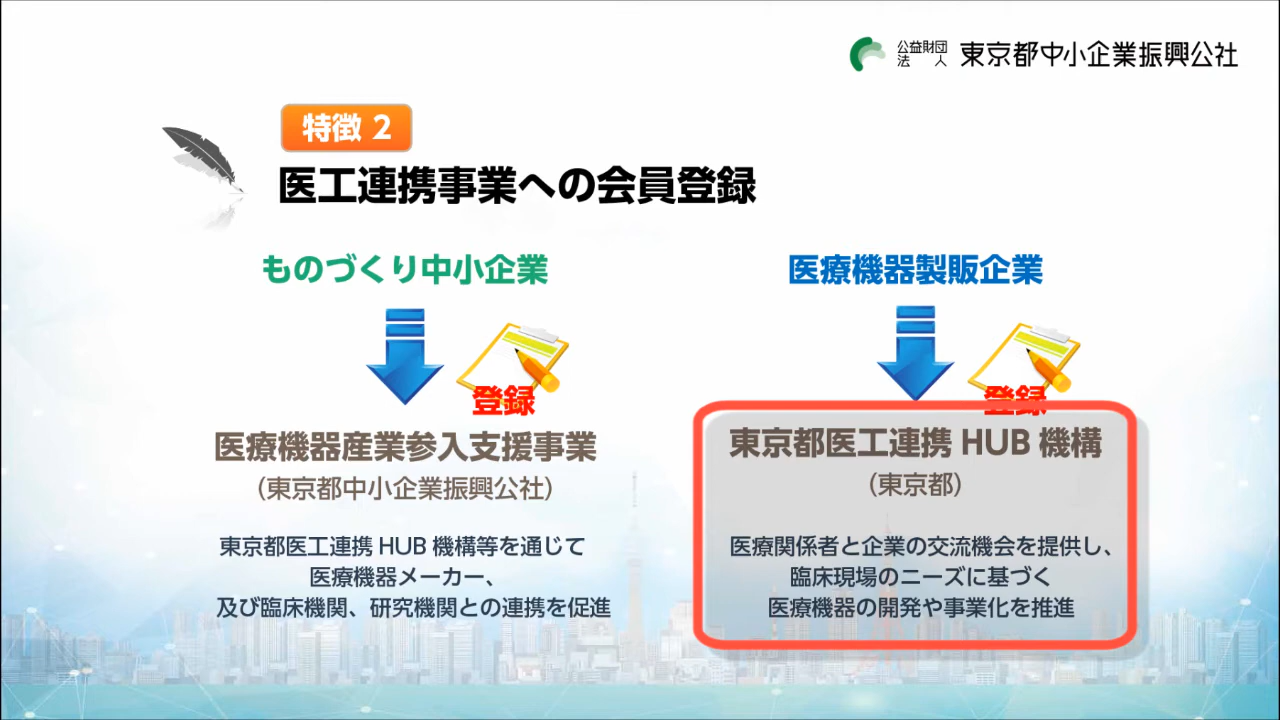 公益財団
法人
東京都中小企業振興公社
特徴 2
医工連携事業への会員登録
ものづくり中小企業
登録
医療機器産業参入支援事業
(東京都中小企業振興公社)
東京都医工連携 HUB 機構等を通じて
医療機器メーカー、
及び臨床機関、研究機関との連携を促進
医療機器製販企業
登録
東京都医工連携 HUB 機構
(東京都)
医療関係者と企業の交流機会を提供し、
臨床現場のニーズに基づく
医療機器の開発や事業化を推進